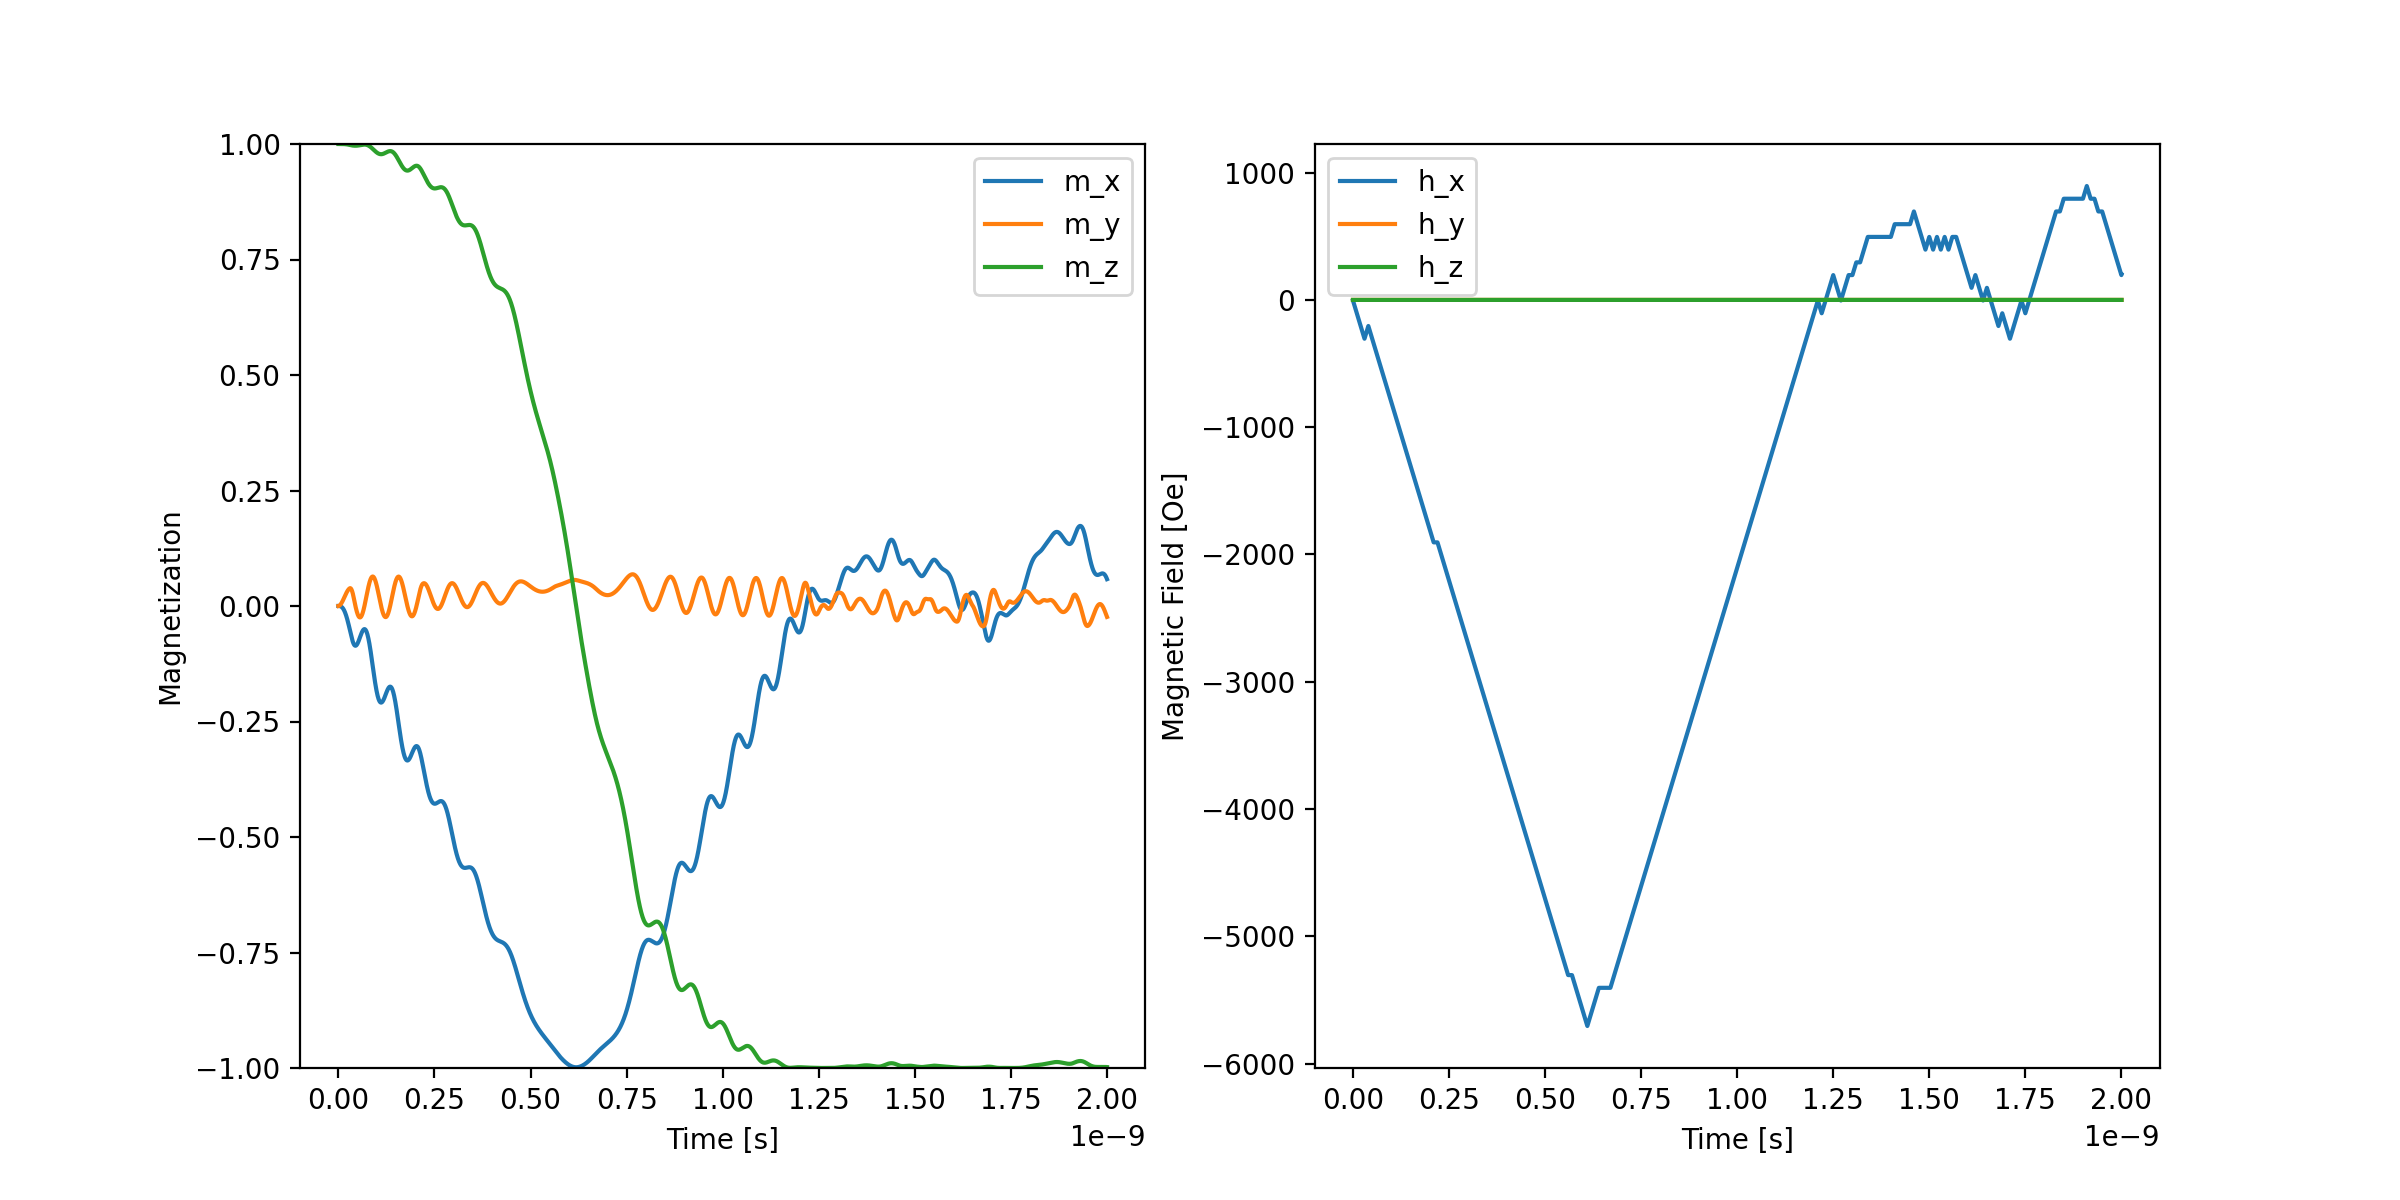 1.00
0.75
0.50
0.25
0.00
−0.25
−0.50
−0.75
−1.00
Magnetization
m_x
m_y
m_z
0.00 0.25 0.50 0.75 1.00 1.25 1.50 1.75 2.00
Time [s]
1e−9
1000
0
−1000
−2000
−3000
−4000
−5000
−6000
Magnetic Field [Oe]
h_x
h_y
h_z
0.00 0.25 0.50 0.75 1.00 1.25 1.50 1.75 2.00
Time [s]
1e−9